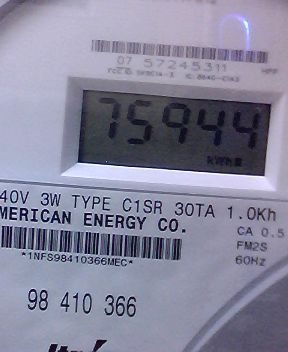 07 57245311
75944
kWh
40V 3W TYPE C1SR 30TA 1.0Kh
MERICAN ENERGY CO.
CA 0.5
FM2S
60Hz
*1NFS98410366MEC*
98 410 366